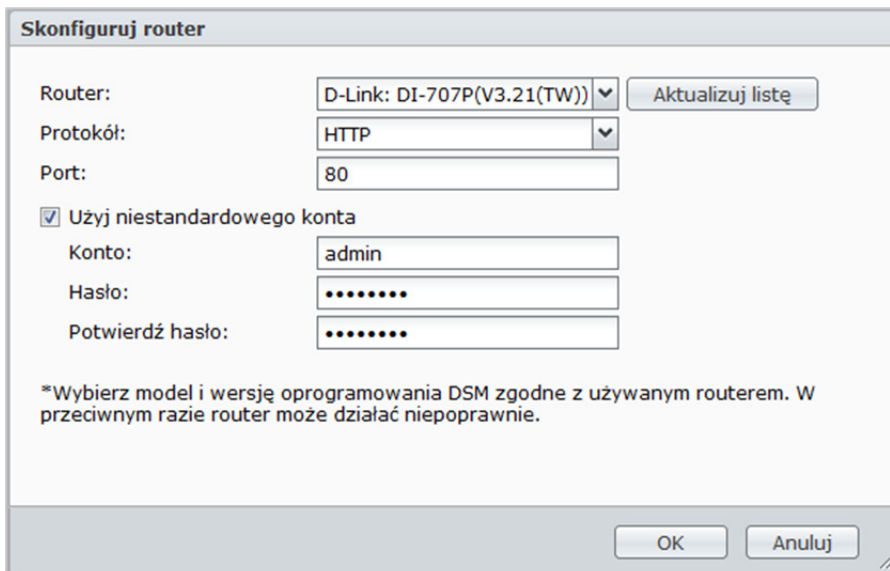 Skonfiguruj router
Router: D-Link: DI-707P(V3.21(TW)) Aktualizuj listę
Protokół: HTTP
Port: 80
Użyj niestandardowego konta
Konto: admin
Hasło: ••••••••
Potwierdź hasło: ••••••••
*Wybierz model i wersję oprogramowania DSM zgodne z używanym routerem. W
przeciwnym razie router może działać niepoprawnie.
OK Anuluj